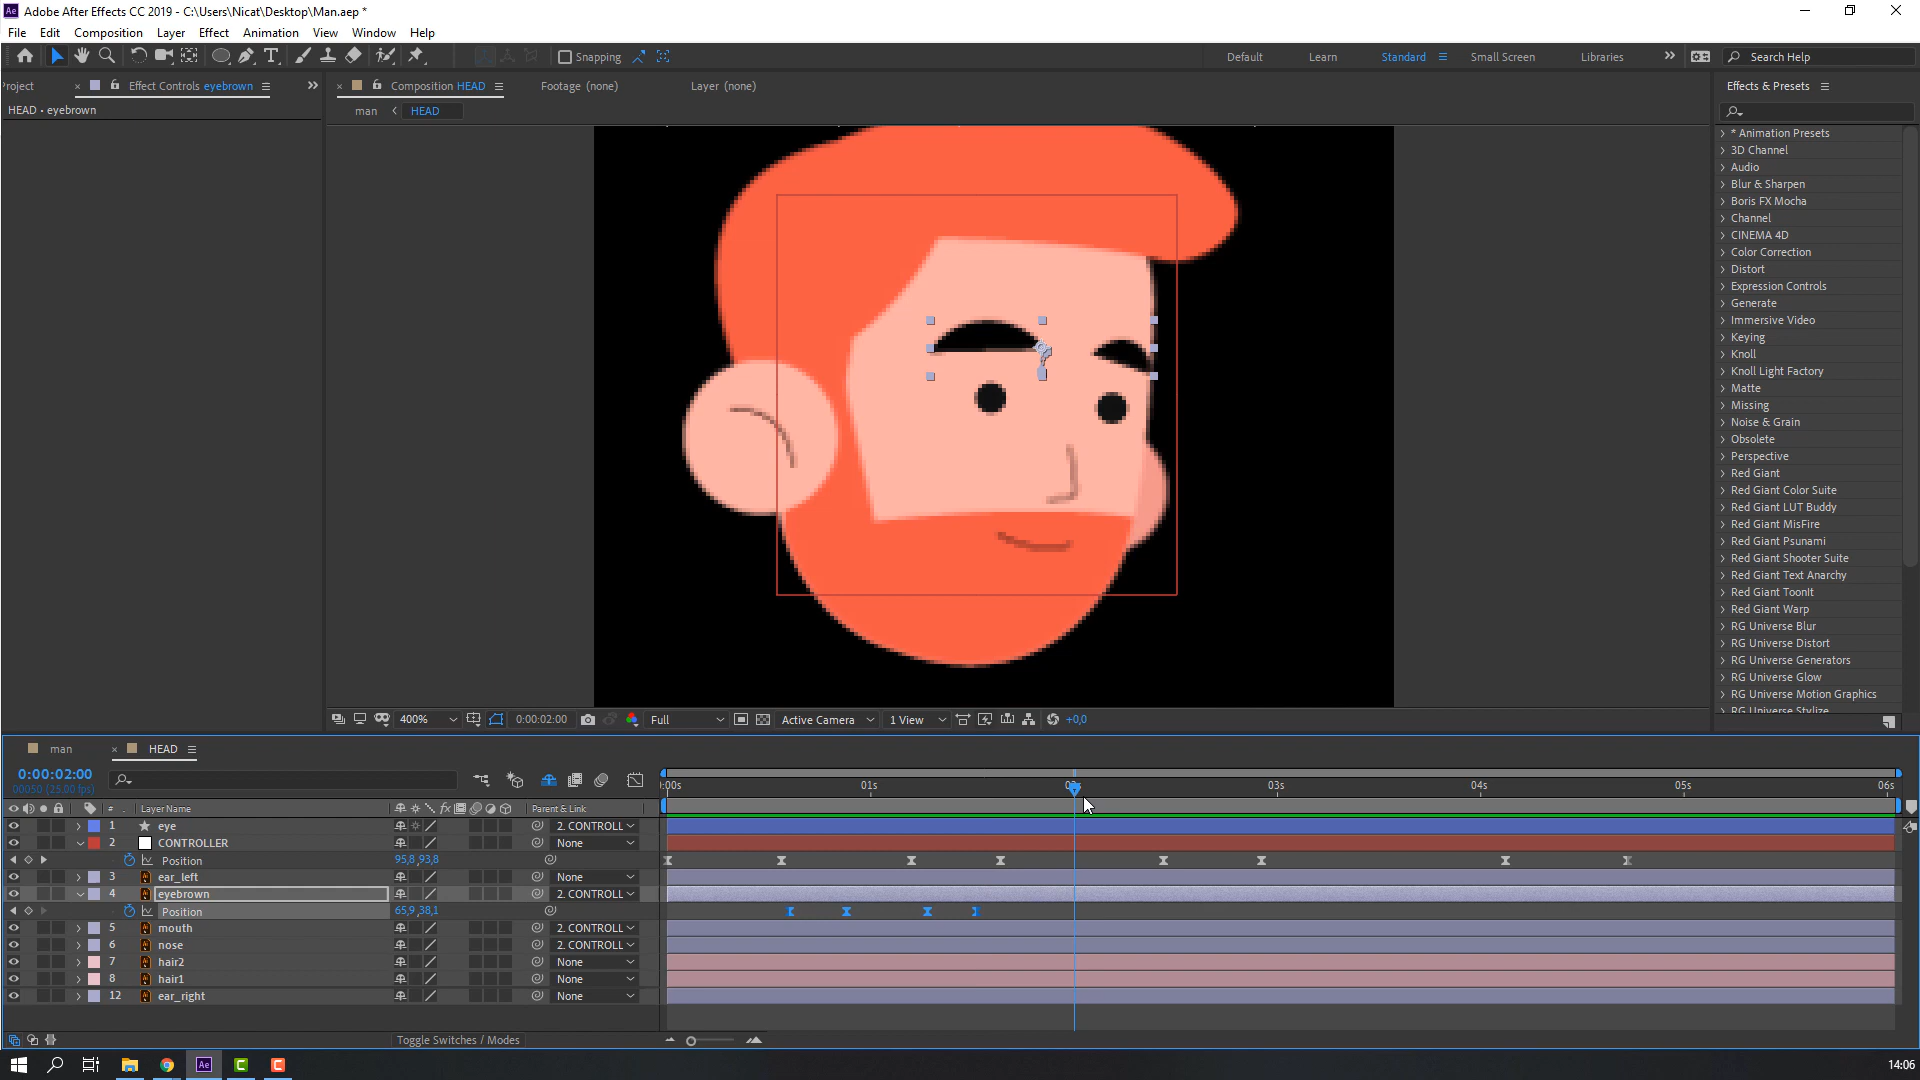 Adobe After Effects CC 2019 - C:\Users\Nicat\Desktop\Man.aep *
File Edit Composition Layer Effect Animation View Window Help
Snapping Default Learn Standard Small Screen Libraries Search Help
roject Effect Controls eyebrown Composition HEAD Footage (none) Layer (none) Effects & Presets
HEAD • eyebrown man HEAD
* Animation Presets
3D Channel
Audio
Blur & Sharpen
Boris FX Mocha
Channel
CINEMA 4D
Color Correction
Distort
Expression Controls
Generate
Immersive Video
Keying
Knoll
Knoll Light Factory
Matte
Missing
Noise & Grain
Obsolete
Perspective
Red Giant
Red Giant Color Suite
Red Giant LUT Buddy
Red Giant MisFire
Red Giant Psunami
Red Giant Shooter Suite
Red Giant Text Anarchy
Red Giant ToonIt
Red Giant Warp
RG Universe Blur
RG Universe Distort
RG Universe Generators
RG Universe Glow
RG Universe Motion Graphics
RG Universe Stylize
400% 0:00:02:00 Full Active Camera 1 View +0,0
man HEAD
0:00:02:00
00050 (25.00 fps)
:00s 01s 03s 04s 05s 06s
# Layer Name fx Parent & Link
1 eye 2. CONTROLL
2 CONTROLLER None
Position 95,8,93,8
3 ear_left None
4 eyebrown 2. CONTROLL
Position 65,9,38,1
5 mouth 2. CONTROLL
6 nose 2. CONTROLL
7 hair2 None
8 hair1 None
12 ear_right None
Toggle Switches / Modes
14:06